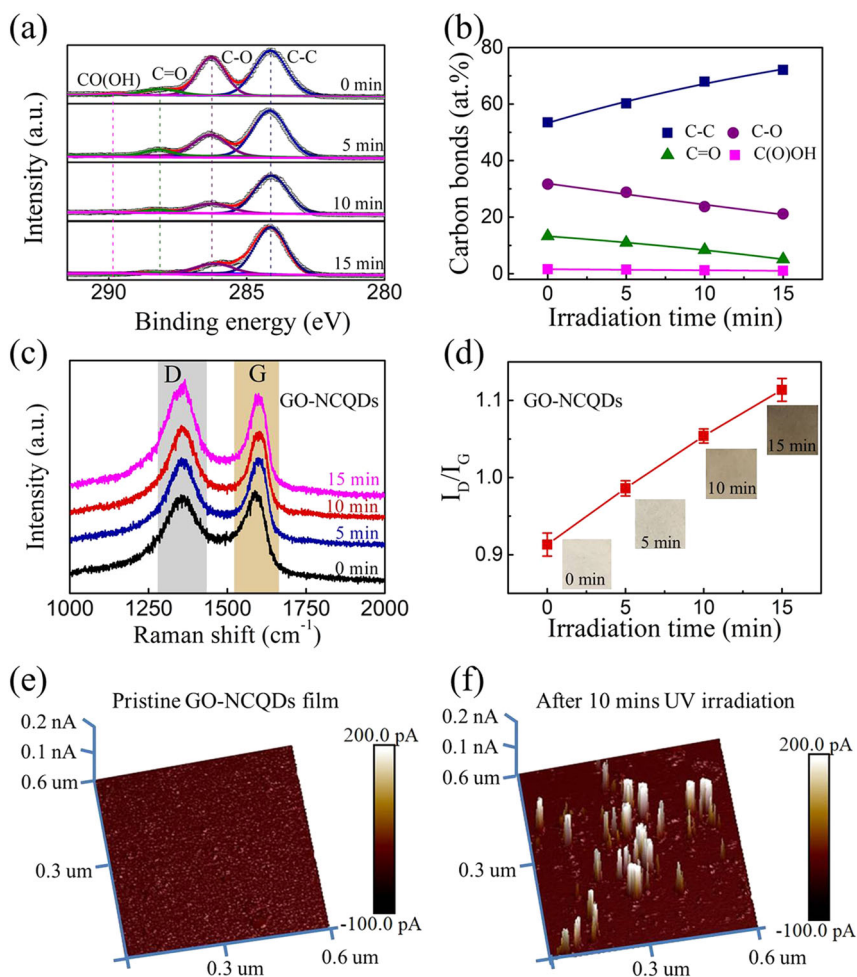 (a)
CO(OH) C=O C-O C-C
0 min
5 min
10 min
15 min
Intensity (a.u.)
290 285 280
Binding energy (eV)
(b)
Carbon bonds (at.%)
80
60
40
20
0
C-C C-O
C=O C(O)OH
0 5 10 15
Irradiation time (min)
(c)
D G
GO-NCQDs
Intensity (a.u.)
15 min
10 min
5 min
0 min
1000 1250 1500 1750 2000
Raman shift (cm⁻¹)
(d)
GO-NCQDs
I_D/I_G
1.1
1.0
0.9
15 min
10 min
5 min
0 min
0 5 10 15
Irradiation time (min)
(e)
Pristine GO-NCQDs film
0.2 nA
0.1 nA
0.6 um
0.3 um
0.3 um
0.6 um
200.0 pA
-100.0 pA
(f)
After 10 mins UV irradiation
0.2 nA
0.1 nA
0.6 um
0.3 um
0.3 um
0.6 um
200.0 pA
-100.0 pA